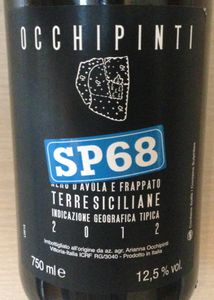 OCCHIPINTI
SP68
NERO D'AVOLA E FRAPPATO
TERRE SICILIANE
INDICAZIONE GEOGRAFICA TIPICA
2012
Imbottigliato all'origine da az. agr. Arianna Occhipinti
Vittoria-Italia ICRF RG/3040 - Prodotto in Italia
750 ml e 12,5 % vol.